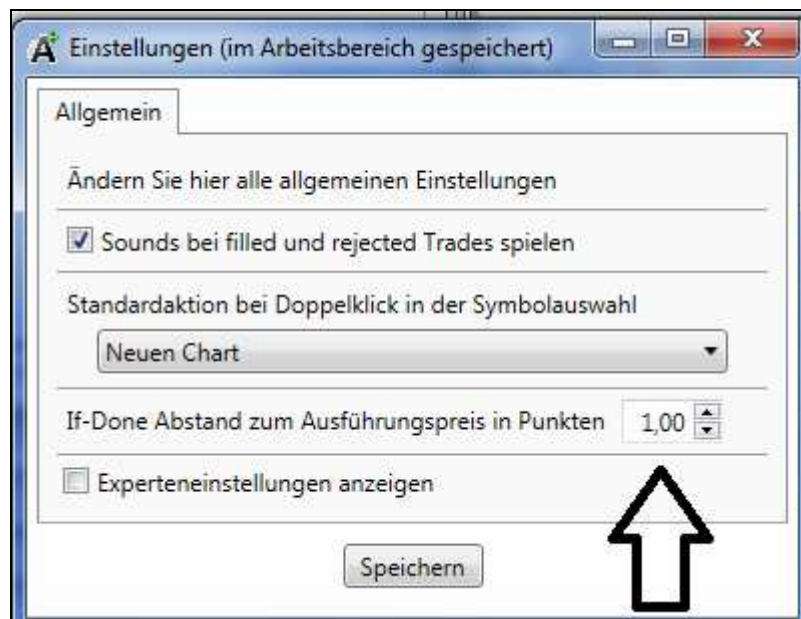 Einstellungen (im Arbeitsbereich gespeichert)
Allgemein
Ändern Sie hier alle allgemeinen Einstellungen
Sounds bei filled und rejected Trades spielen
Standardaktion bei Doppelklick in der Symbolauswahl
Neuen Chart
If-Done Abstand zum Ausführungspreis in Punkten 1,00
Experteneinstellungen anzeigen
Speichern